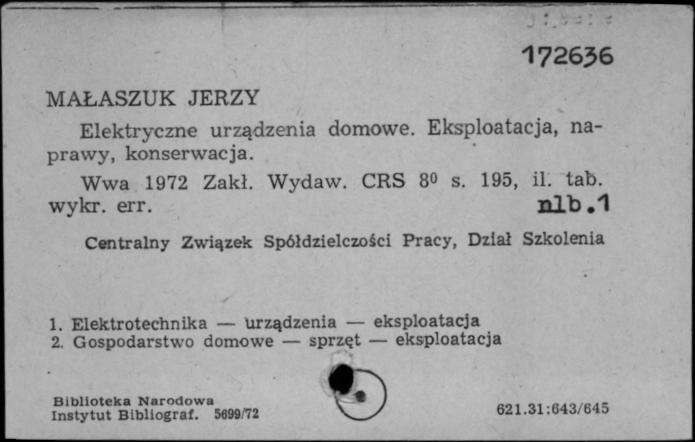 172636
MAŁASZUK JERZY
Elektryczne urządzenia domowe. Eksploatacja, na-
prawy, konserwacja.
Wwa 1972 Zakł. Wydaw. CRS 8⁰ s. 195, il. tab.
wykr. err. nlb.1
Centralny Związek Spółdzielczości Pracy, Dział Szkolenia
1. Elektrotechnika — urządzenia — eksploatacja
2. Gospodarstwo domowe — sprzęt — eksploatacja
Biblioteka Narodowa
Instytut Bibliograf. 5699/72 621.31:643/645